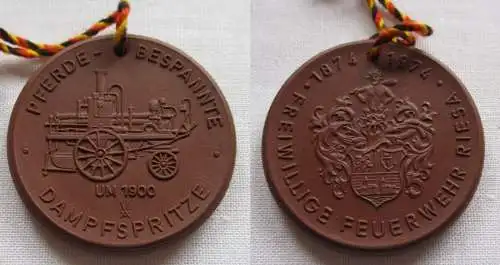 PFERDE-BESPANNTE
UM 1900
DAMPFSPRITZE
1874 · 1974
FREIWILLIGE FEUERWEHR RIESA